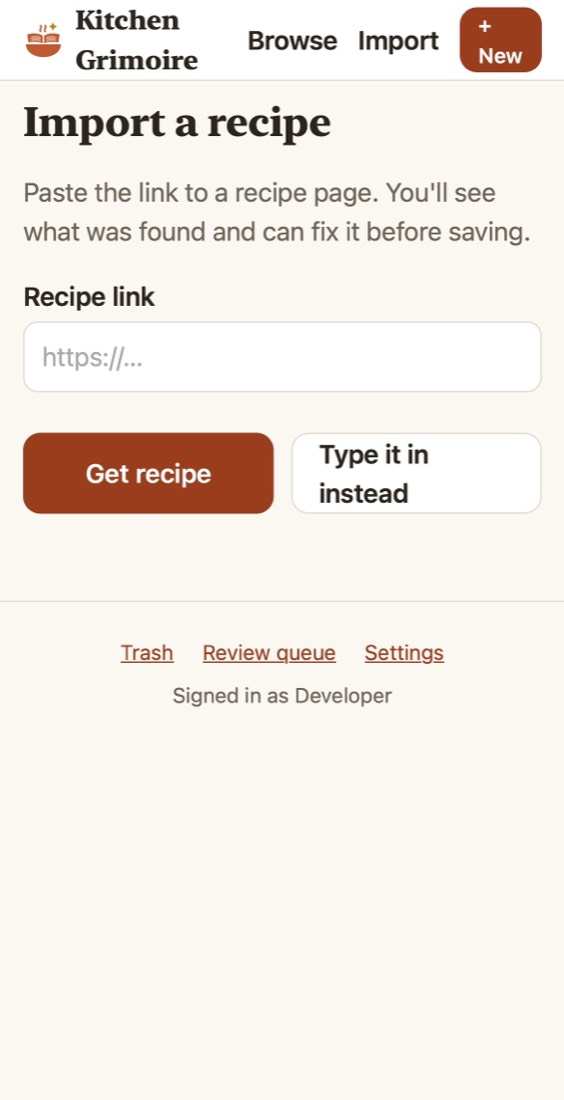 Kitchen
Grimoire
Browse
Import
+
New
Import a recipe
Paste the link to a recipe page. You'll see
what was found and can fix it before saving.
Recipe link
https://...
Get recipe
Type it in
instead
Trash
Review queue
Settings
Signed in as Developer